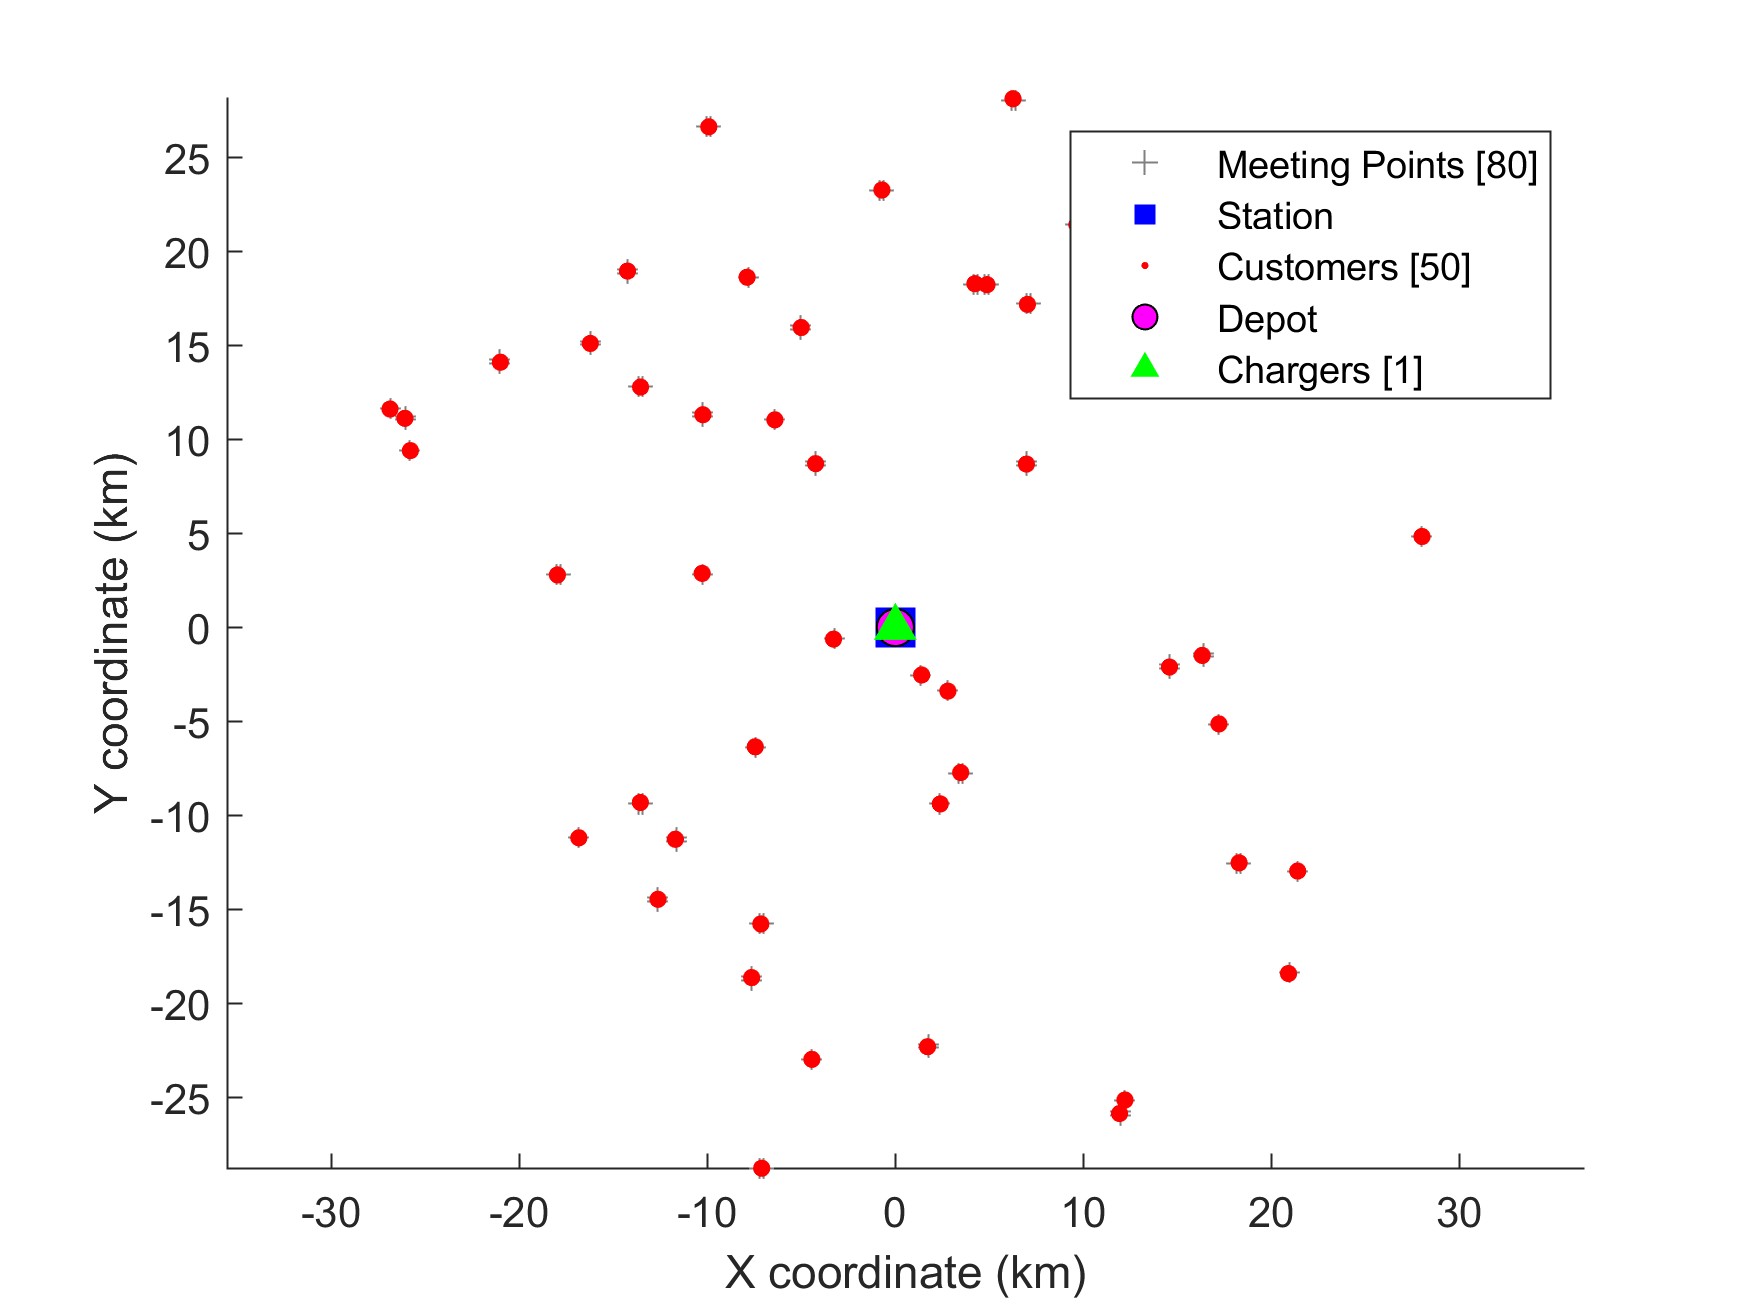 25
20
15
10
5
0
-5
-10
-15
-20
-25
Y coordinate (km)
Meeting Points [80]
Station
Customers [50]
Depot
Chargers [1]
-30
-20
-10
0
10
20
30
X coordinate (km)